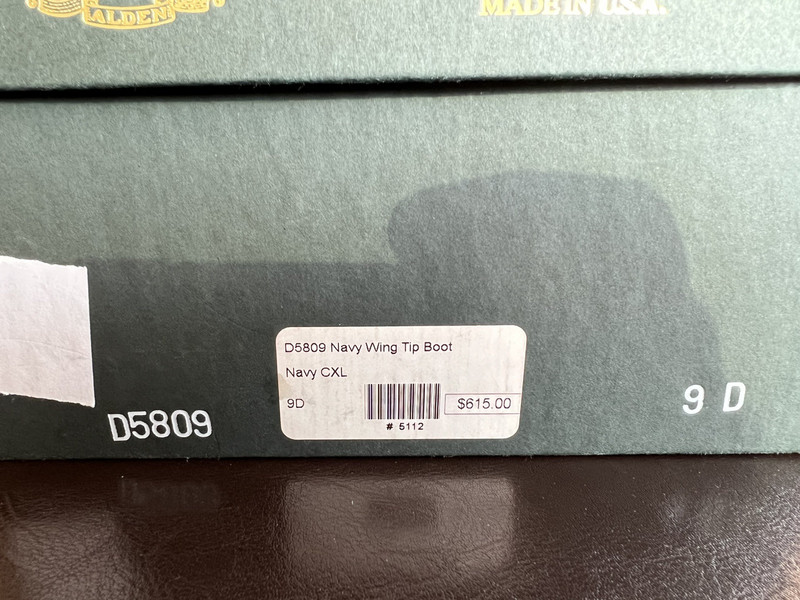 ALDEN
MADE IN U.S.A.
D5809 Navy Wing Tip Boot
Navy CXL
9D
$615.00
# 5112
D5809
9 D